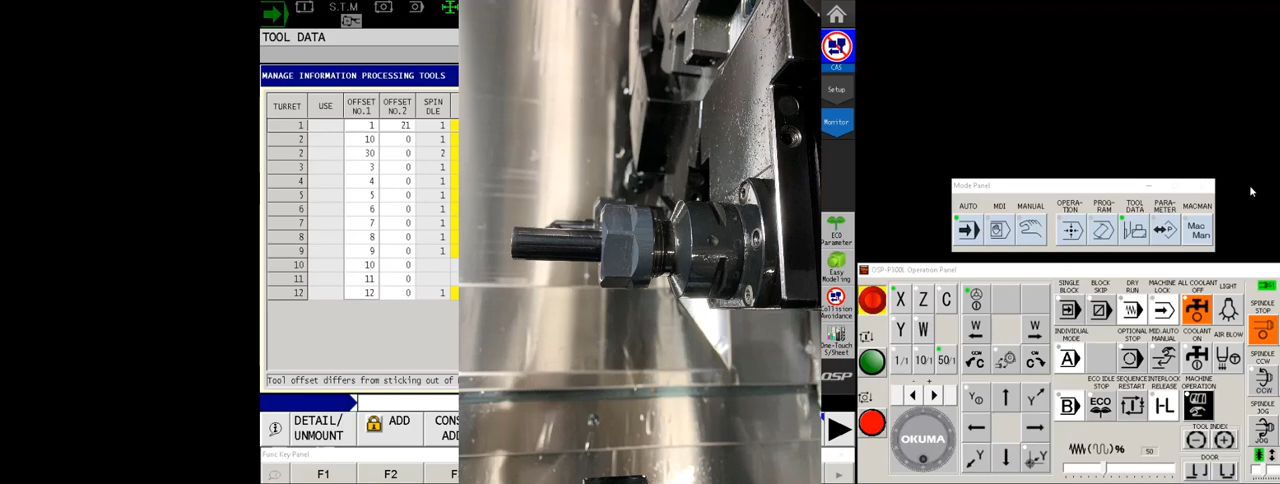 S.T.M
TOOL DATA
MANAGE INFORMATION PROCESSING TOOLS
TURRET USE OFFSET NO.1 OFFSET NO.2 SPIN DLE
1 1 21 1
2 10 0 1
2 30 0 2
3 3 0 1
4 4 0 1
5 5 0 1
6 6 0 1
7 7 0 1
8 8 0 1
9 9 0 1
10 10 0
11 11 0
12 12 0 1
Tool offset differs from sticking out of
DETAIL/ UNMOUNT
ADD
CONS
ADD
Func Key Panel
F1 F2 F
CAS
Setup
Monitor
ECO Parameter
Easy Modeling
Collision Avoidance
One-Touch S/Sheet
OSP
Mode Panel
AUTO MDI MANUAL OPERA- TION PROG- RAM TOOL DATA PARA- METER MACMAN
Mac Man
OSP-P500L Operation Panel
X Z C
Y W
1/1 10/1 50/1
- +
OKUMA
W W
C C
Y Y
Y Y
SINGLE BLOCK BLOCK SKIP DRY RUN MACHINE LOCK ALL COOLANT OFF LIGHT
INDIVIDUAL MODE OPTIONAL STOP MID.AUTO MANUAL COOLANT ON AIR BLOW
A
ECO IDLE STOP SEQUENCE RESTART INTERLOCK RELEASE MACHINE OPERATION
B ECO I-L
TOOL INDEX
DOOR
% 50
SPINDLE STOP
SPINDLE CCW
CCW
SPINDLE JOG
JOG